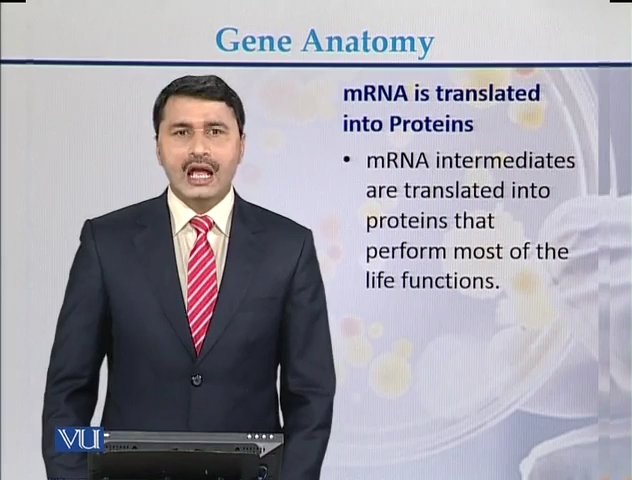 Gene Anatomy
mRNA is translated
into Proteins
• mRNA intermediates
are translated into
proteins that
perform most of the
life functions.
VU